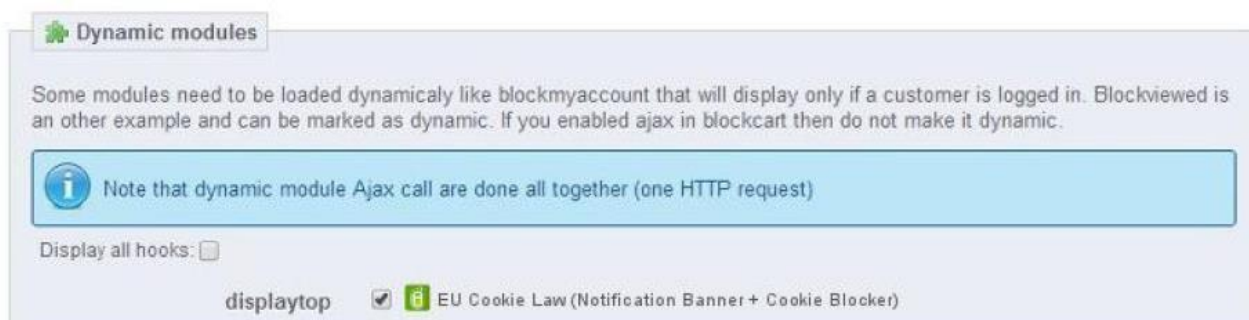 Dynamic modules
Some modules need to be loaded dynamicaly like blockmyaccount that will display only if a customer is logged in. Blockviewed is
an other example and can be marked as dynamic. If you enabled ajax in blockcart then do not make it dynamic.
Note that dynamic module Ajax call are done all together (one HTTP request)
Display all hooks:
displaytop EU Cookie Law (Notification Banner + Cookie Blocker)